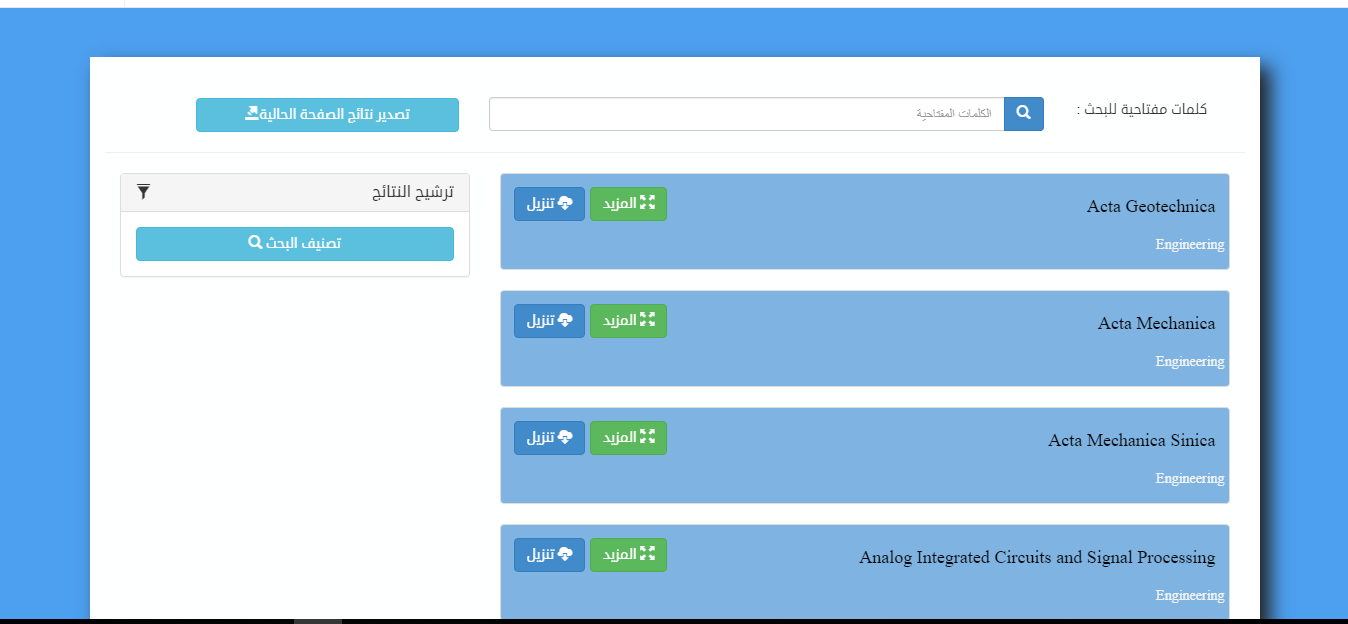 كلمات مفتاحية للبحث :
الكلمات المفتاحية
تصدير نتائج الصفحة الحالية
Acta Geotechnica
Engineering
المزيد
تنزيل
Acta Mechanica
Engineering
المزيد
تنزيل
Acta Mechanica Sinica
Engineering
المزيد
تنزيل
Analog Integrated Circuits and Signal Processing
Engineering
المزيد
تنزيل
ترشيح النتائج
تصنيف البحث